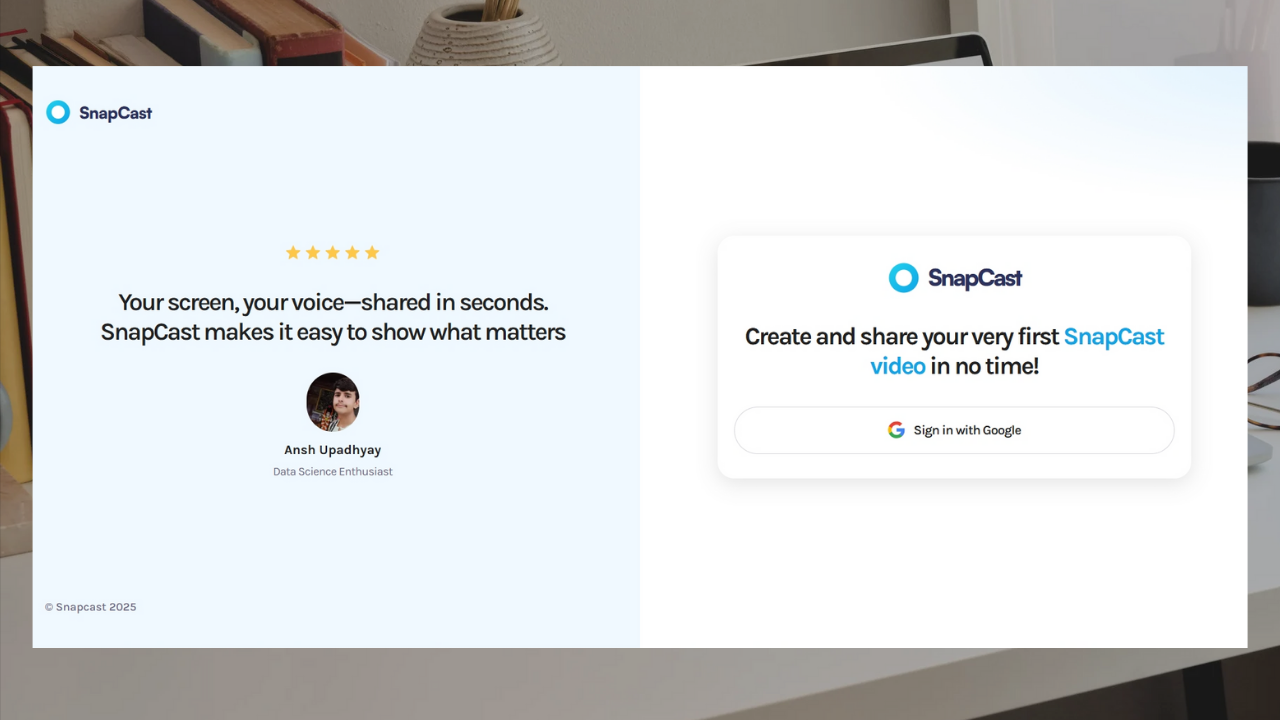 SnapCast
Your screen, your voice—shared in seconds.
SnapCast makes it easy to show what matters
Ansh Upadhyay
Data Science Enthusiast
© Snapcast 2025
SnapCast
Create and share your very first SnapCast
video in no time!
Sign in with Google